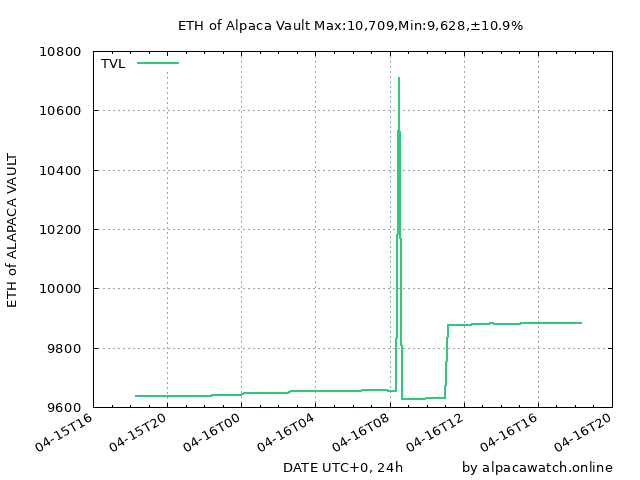 ETH of Alpaca Vault Max:10,709,Min:9,628,±10.9%
TVL
10800
10600
10400
10200
10000
9800
9600
ETH of ALAPACA VAULT
04-15T16
04-15T20
04-16T00
04-16T04
04-16T08
04-16T12
04-16T16
04-16T20
DATE UTC+0, 24h
by alpacawatch.online